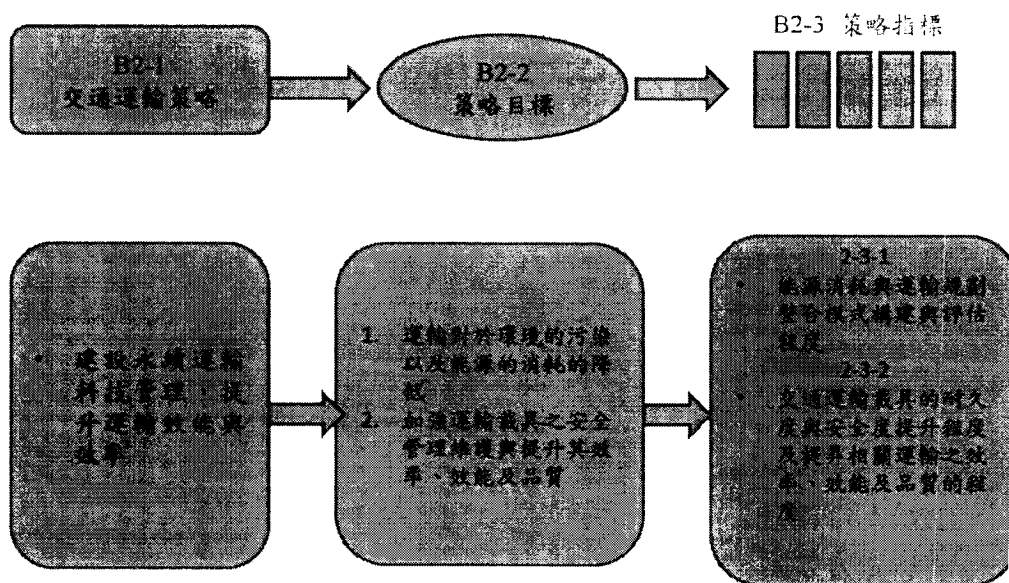 B2-3 策略指標
B2-1
交通運輸策略
B2-2
策略目標
• 建設永續運輸
科技管理，提
升運輸效能與
效率
1. 運輸對於環境的污染
以及能源的消耗的降
低
2. 加強運輸載具之安全
管理維護與提升其效
率、效能及品質
2-3-1
• 能源消耗與運輸規劃
整合模式構建與評估
程度
2-3-2
• 交通運輸載具的耐久
度與安全度提升程度
及提昇相關運輸之效
率、效能及品質的程
度